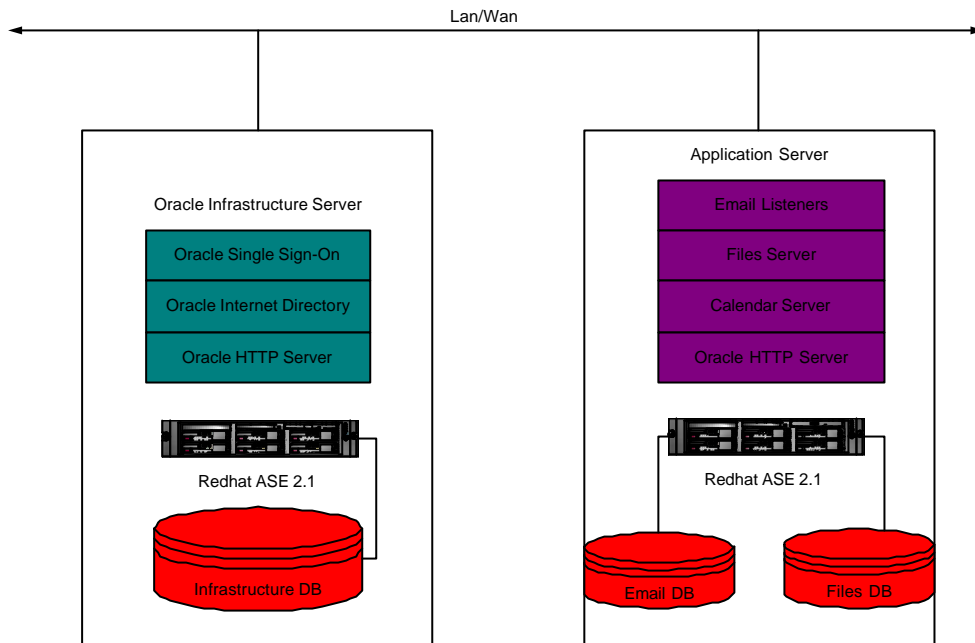 Lan/Wan
Oracle Infrastructure Server
Oracle Single Sign-On
Oracle Internet Directory
Oracle HTTP Server
Redhat ASE 2.1
Infrastructure DB
Application Server
Email Listeners
Files Server
Calendar Server
Oracle HTTP Server
Redhat ASE 2.1
Email DB
Files DB